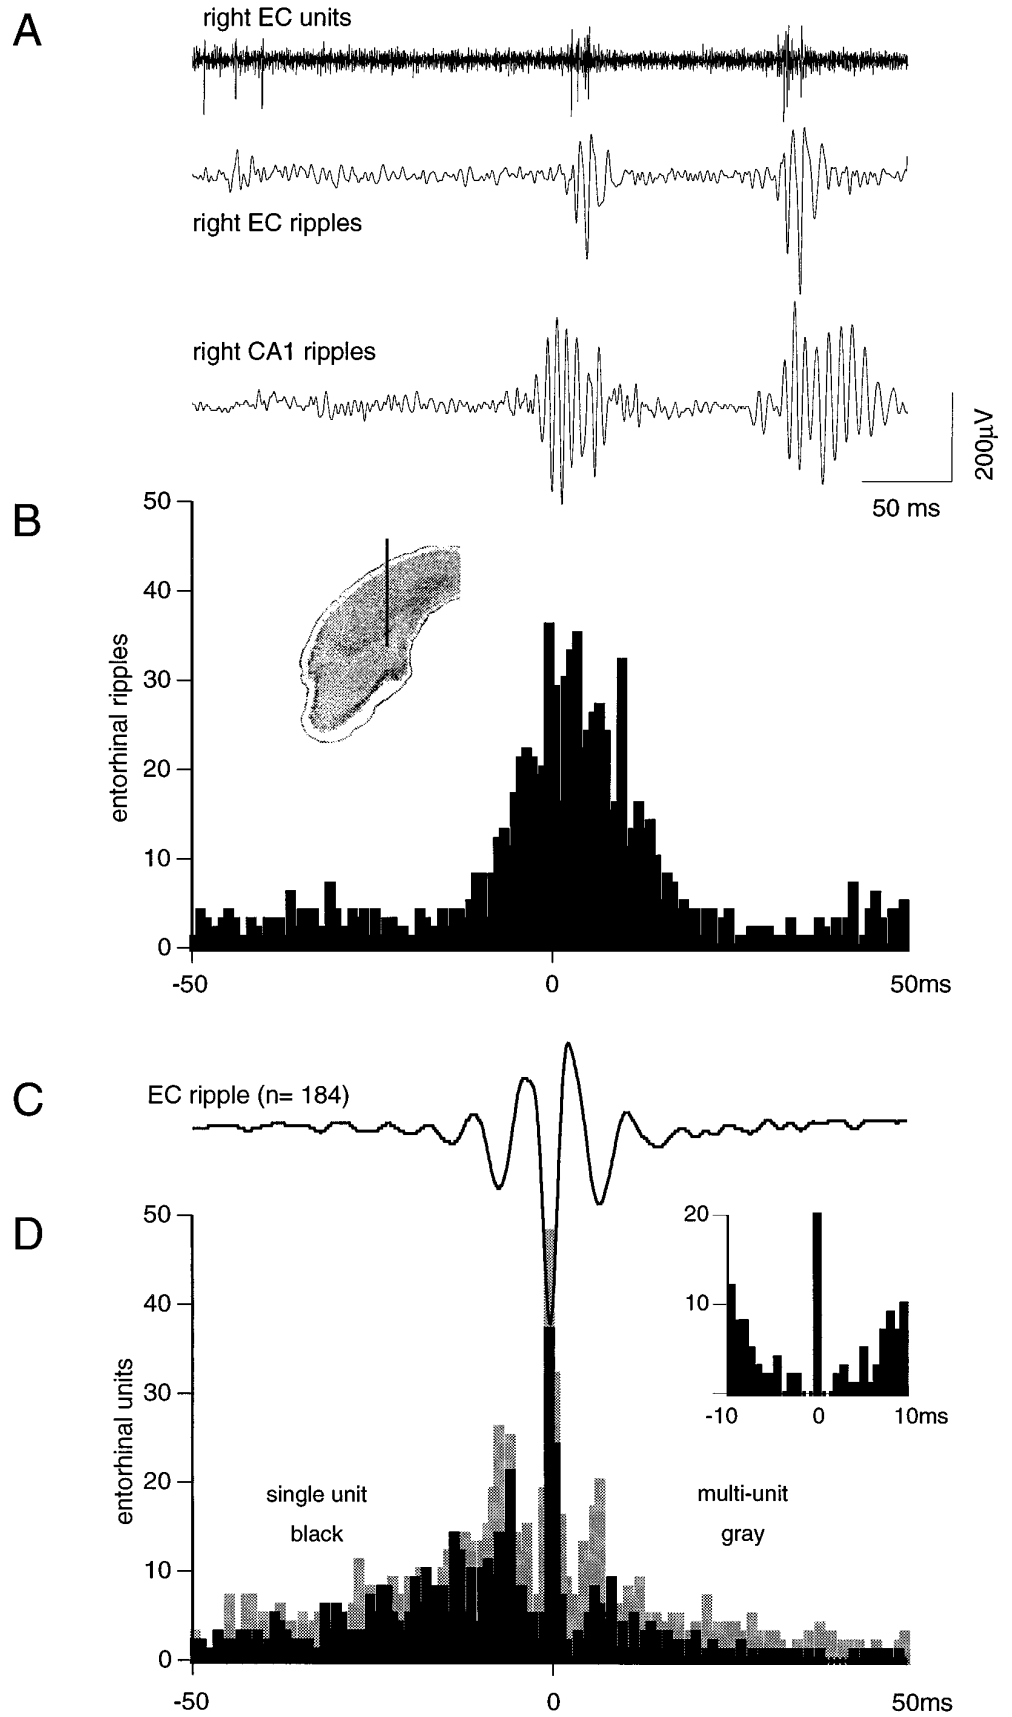 A
right EC units
right EC ripples
right CA1 ripples
200µV
50 ms
B
50
40
30
20
10
0
entorhinal ripples
-50
0
50ms
C
EC ripple (n= 184)
D
50
40
30
20
10
0
entorhinal units
single unit
black
multi-unit
gray
20
10
-10
0
10ms
-50
0
50ms